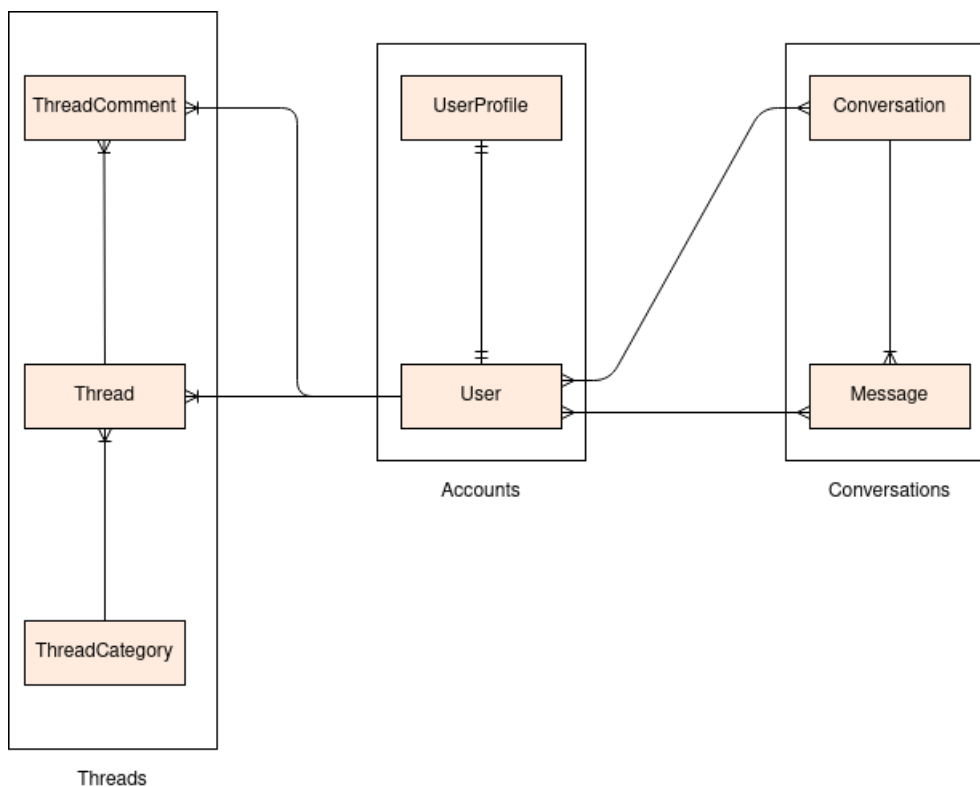 ThreadComment
UserProfile
Conversation
Thread
User
Message
Accounts
Conversations
ThreadCategory
Threads